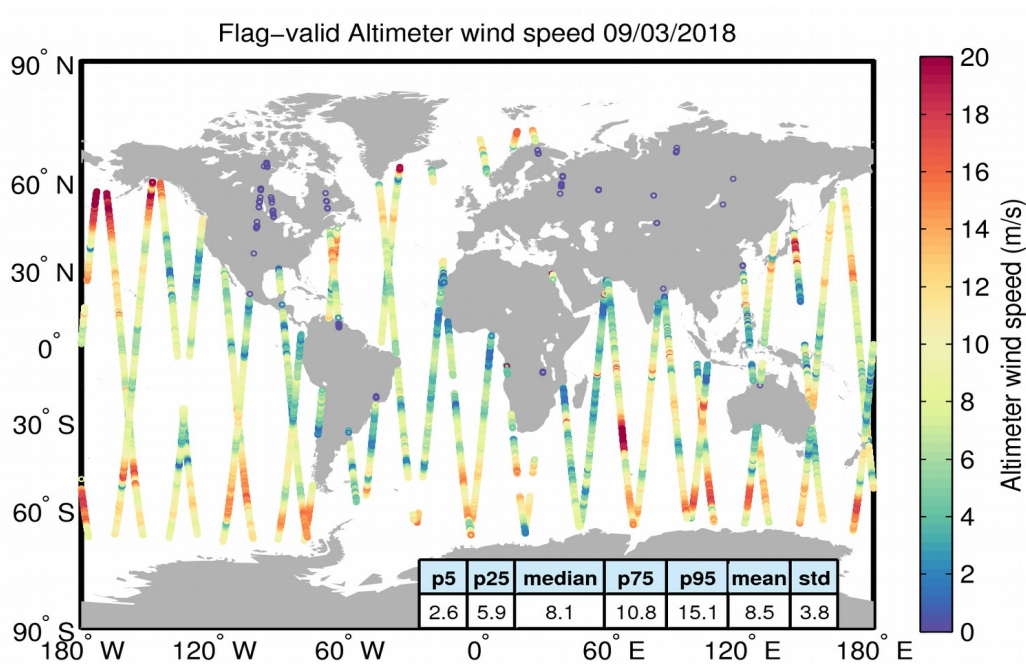 Flag−valid Altimeter wind speed 09/03/2018
90° N
60° N
30° N
0°
30° S
60° S
90° S
180° W 120° W 60° W 0° 60° E 120° E 180° E
p5 p25 median p75 p95 mean std
2.6 5.9 8.1 10.8 15.1 8.5 3.8
20
18
16
14
12
10
8
6
4
2
0
Altimeter wind speed (m/s)